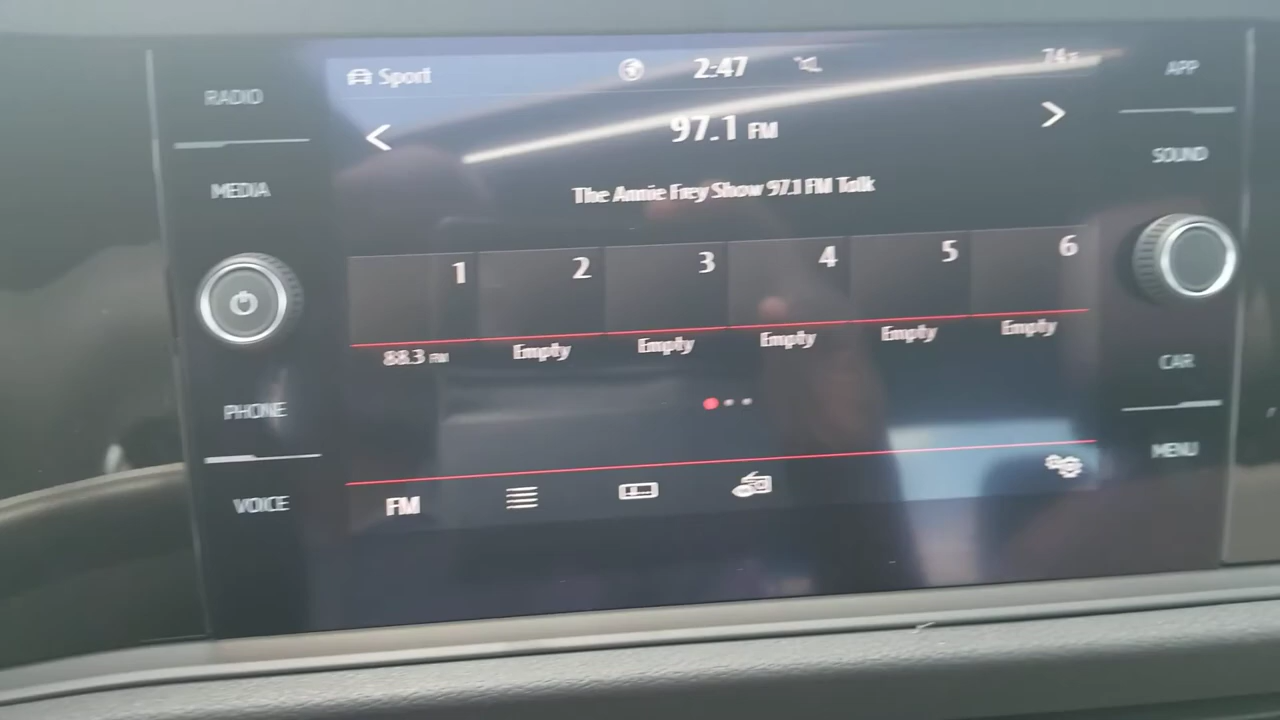 RADIO
MEDIA
PHONE
VOICE
Sport
2:47
97.1 FM
The Annie Frey Show 97.1 FM Talk
1 2 3 4 5 6
88.3 FM Empty Empty Empty Empty Empty
FM
APP
SOUND
CAR
MENU